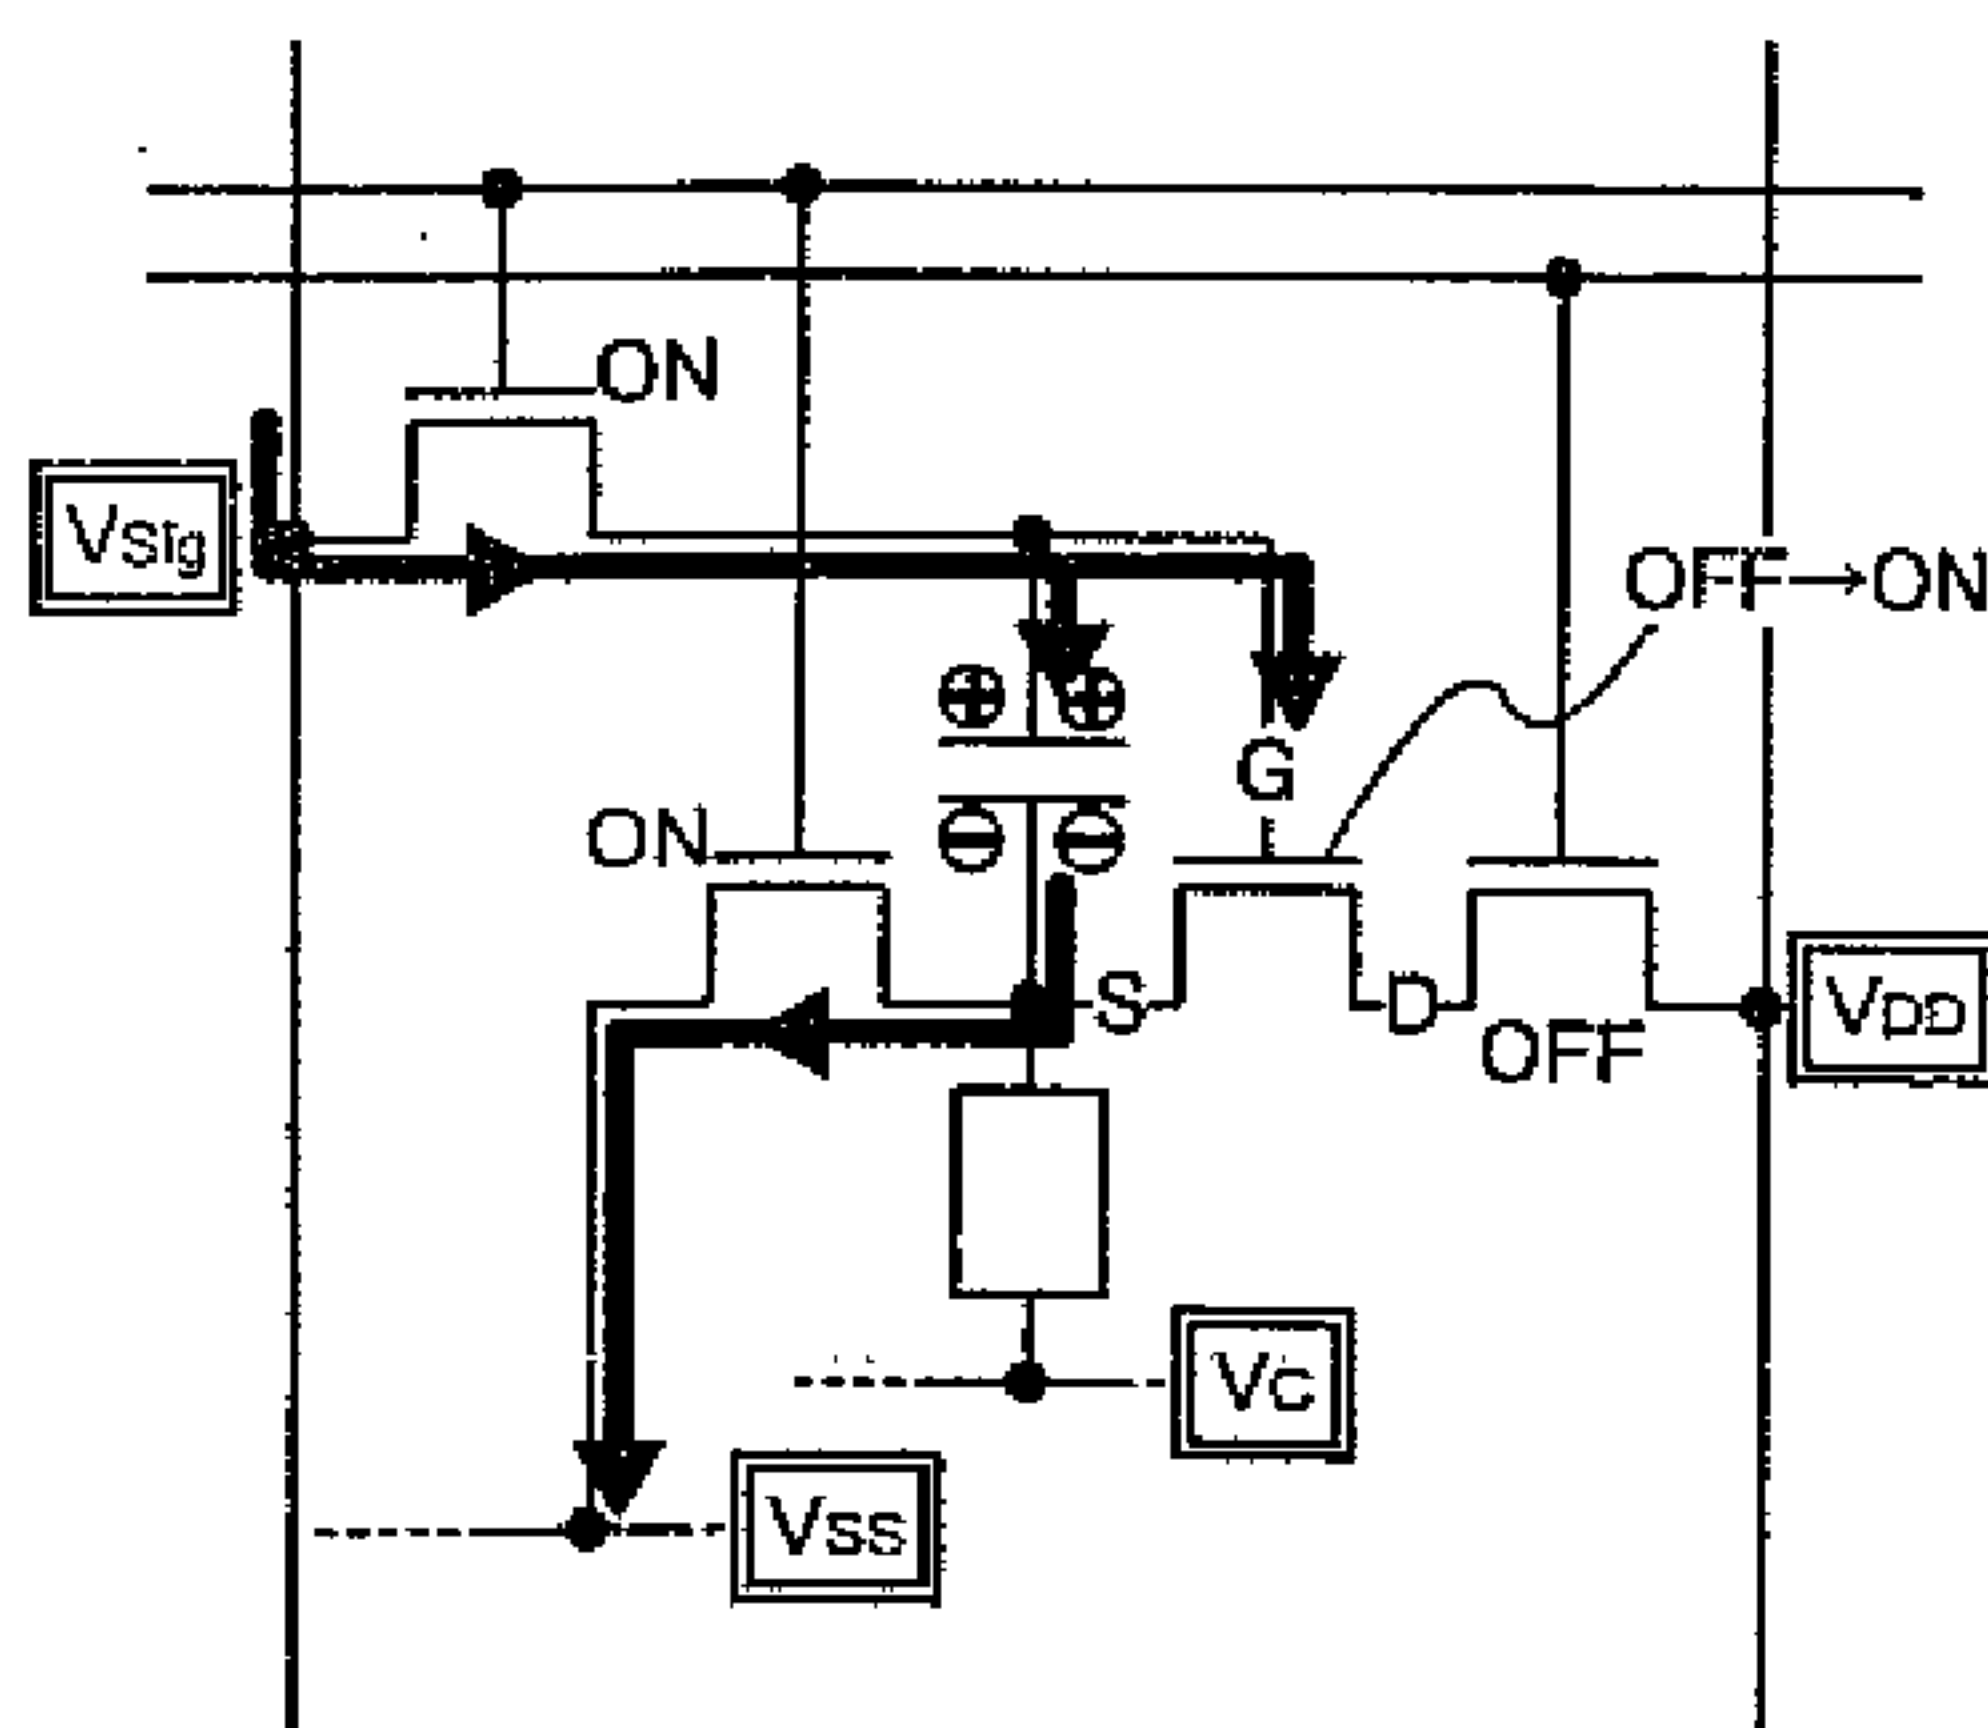 ON
VSig
OFF→ON
⊕ ⊕
G
ON
⊖ ⊖
S
D
VDD
OFF
VC
VSS